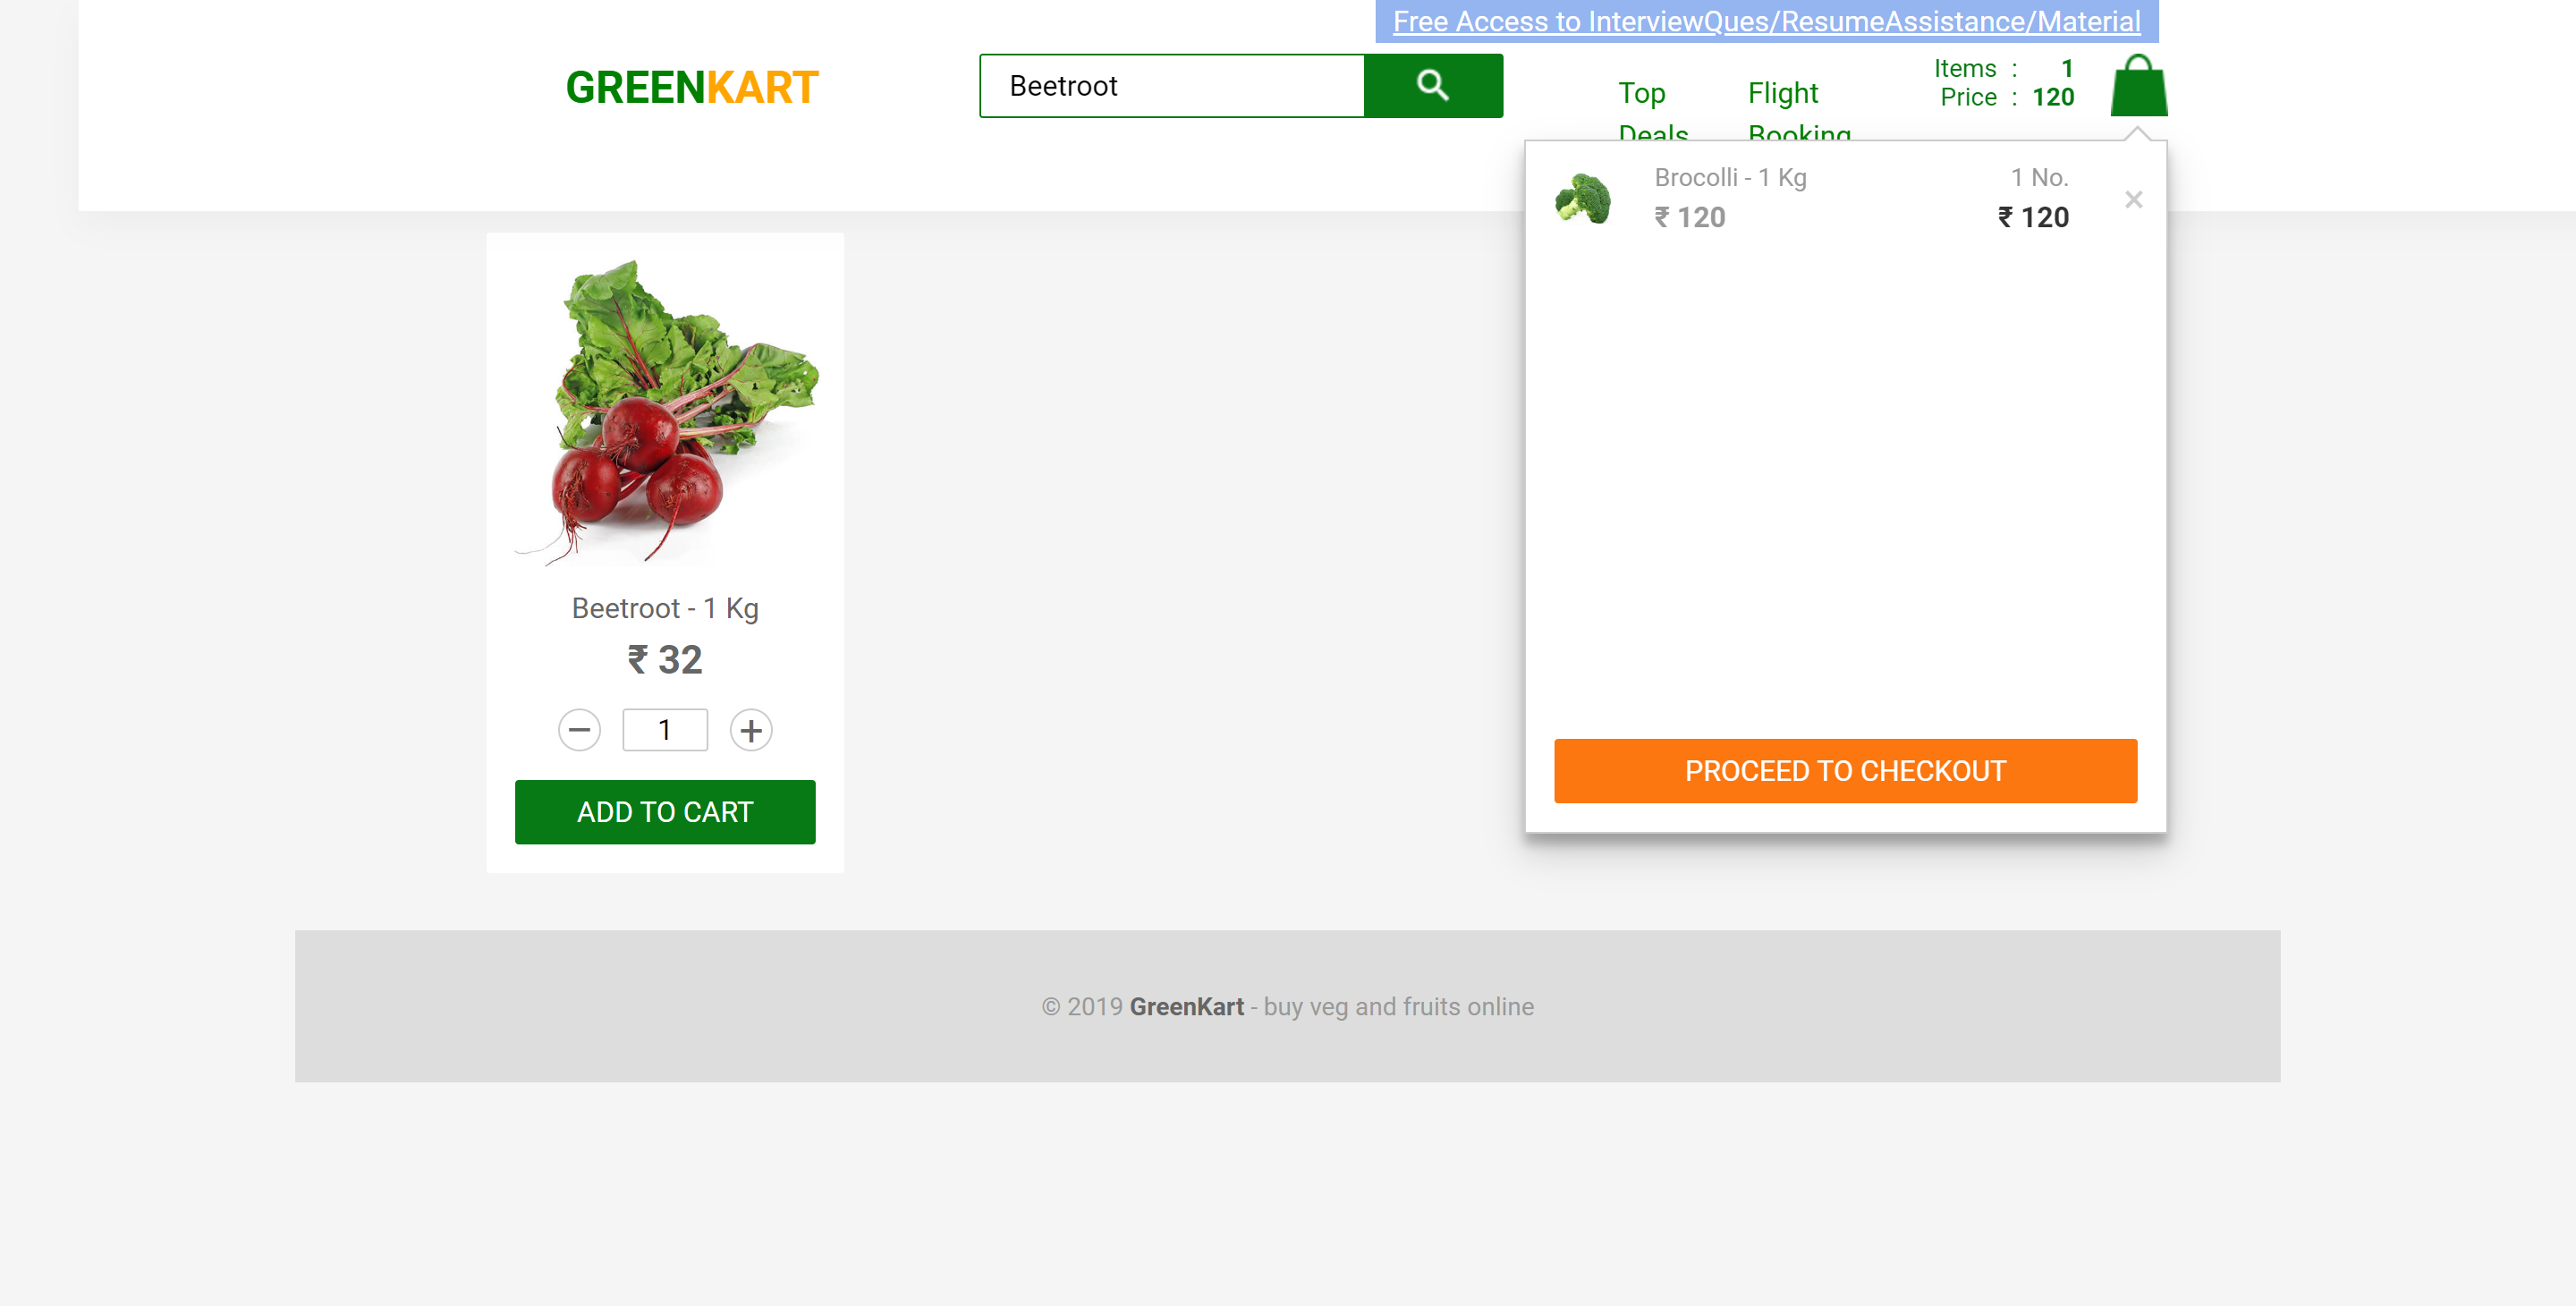 Free Access to InterviewQues/ResumeAssistance/Material
GREENKART
Beetroot
Top Deals
Flight Booking
Items : 1
Price : 120
Brocolli - 1 Kg
₹ 120
1 No.
₹ 120
×
PROCEED TO CHECKOUT
Beetroot - 1 Kg
₹ 32
− 1 +
ADD TO CART
© 2019 GreenKart - buy veg and fruits online